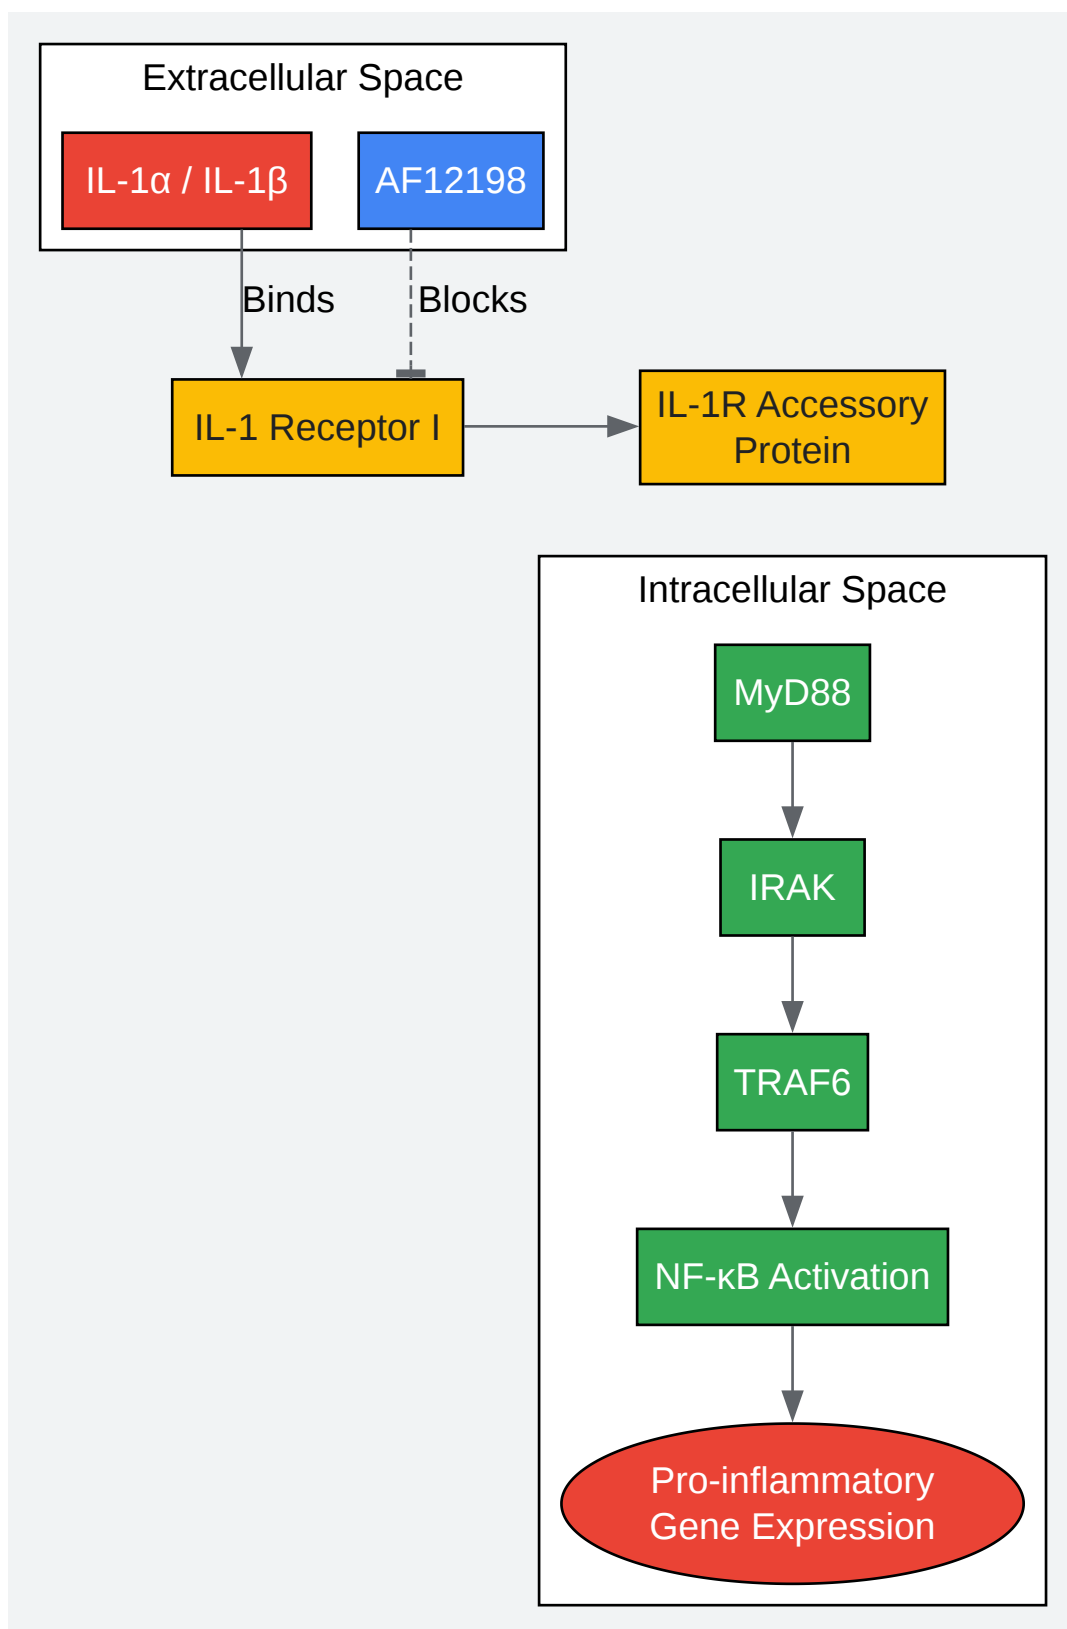 Extracellular Space
IL-1α / IL-1β
AF12198
Binds
Blocks
IL-1 Receptor I
IL-1R Accessory
Protein
Intracellular Space
MyD88
IRAK
TRAF6
NF-κB Activation
Pro-inflammatory
Gene Expression